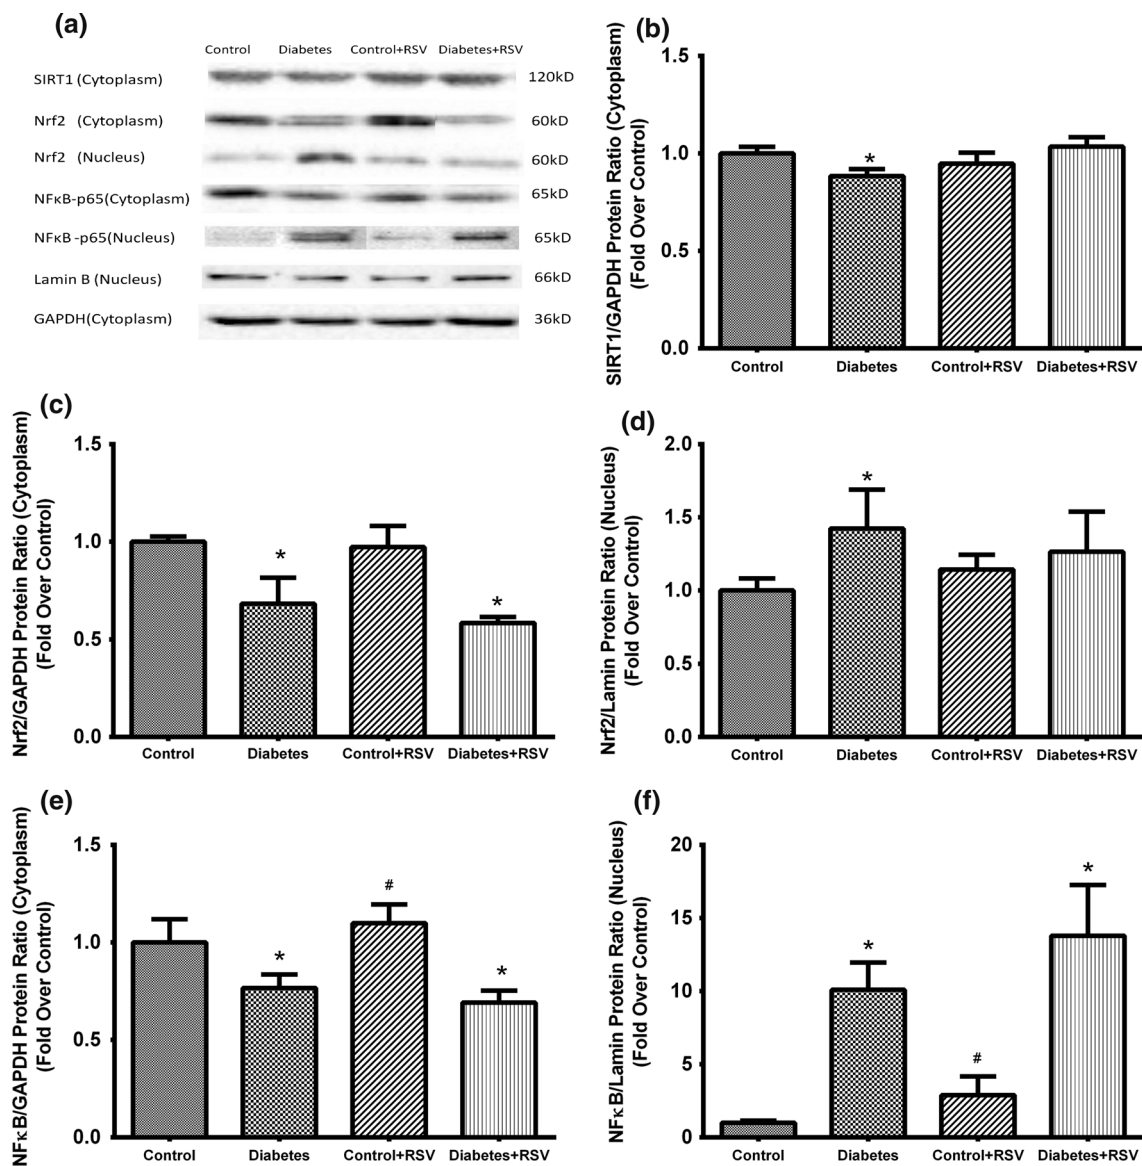 (a)
Control Diabetes Control+RSV Diabetes+RSV
SIRT1 (Cytoplasm) 120kD
Nrf2 (Cytoplasm) 60kD
Nrf2 (Nucleus) 60kD
NFκB-p65(Cytoplasm) 65kD
NFκB-p65(Nucleus) 65kD
Lamin B (Nucleus) 66kD
GAPDH(Cytoplasm) 36kD
(b)
SIRT1/GAPDH Protein Ratio (Cytoplasm)
(Fold Over Control)
1.5
1.0
0.5
0.0
*
Control Diabetes Control+RSV Diabetes+RSV
(c)
Nrf2/GAPDH Protein Ratio (Cytoplasm)
(Fold Over Control)
1.5
1.0
0.5
0.0
* *
Control Diabetes Control+RSV Diabetes+RSV
(d)
Nrf2/Lamin Protein Ratio (Nucleus)
(Fold Over Control)
2.0
1.5
1.0
0.5
0.0
*
Control Diabetes Control+RSV Diabetes+RSV
(e)
NFκB/GAPDH Protein Ratio (Cytoplasm)
(Fold Over Control)
1.5
1.0
0.5
0.0
* # *
Control Diabetes Control+RSV Diabetes+RSV
(f)
NFκB/Lamin Protein Ratio (Nucleus)
(Fold Over Control)
20
15
10
5
0
* # *
Control Diabetes Control+RSV Diabetes+RSV